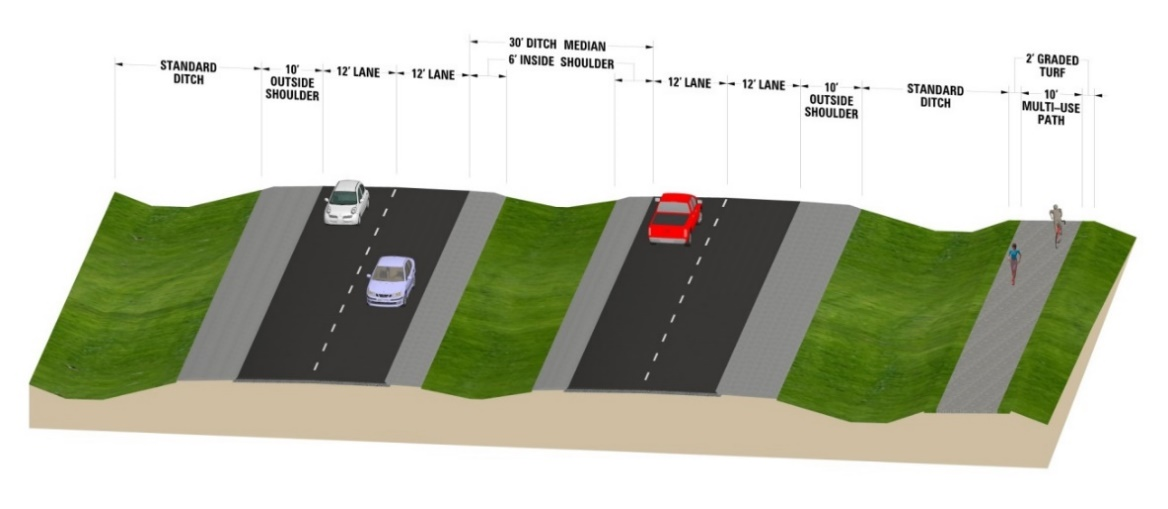 30' DITCH MEDIAN
6' INSIDE SHOULDER
STANDARD
DITCH
10'
OUTSIDE
SHOULDER
12' LANE
12' LANE
12' LANE
12' LANE
10'
OUTSIDE
SHOULDER
STANDARD
DITCH
2' GRADED
TURF
10'
MULTI-USE
PATH